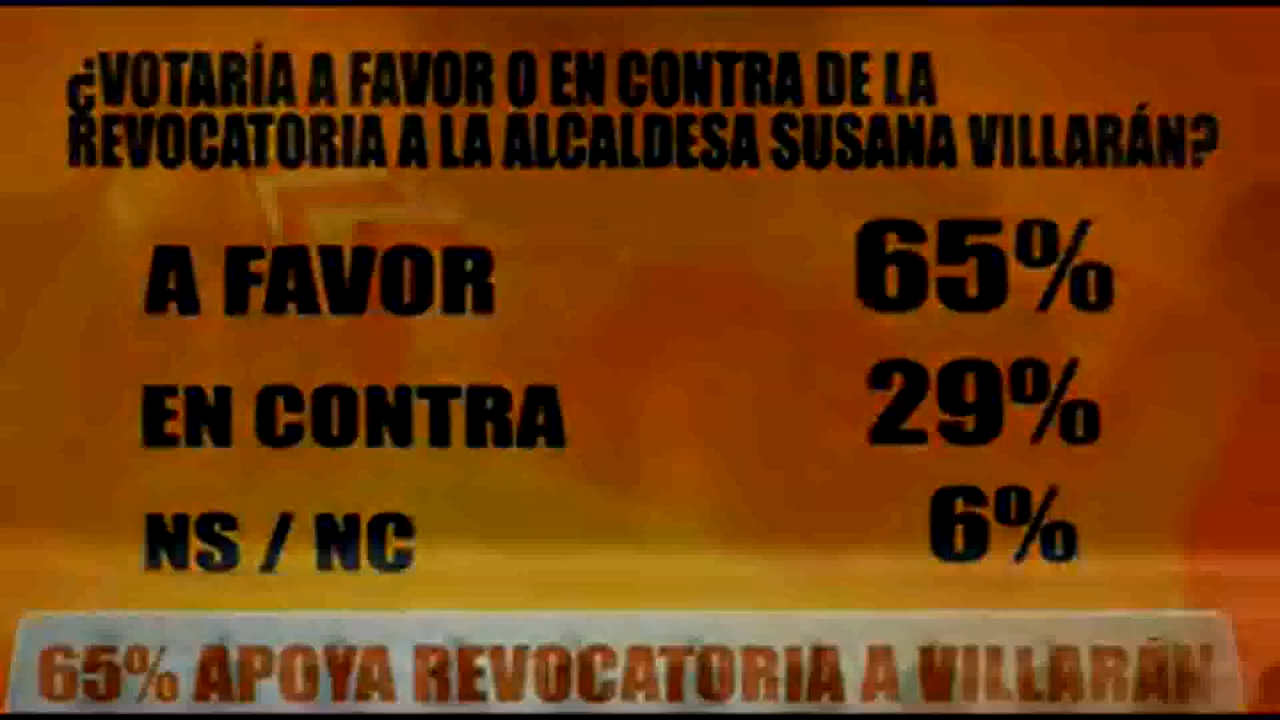 ¿VOTARÍA A FAVOR O EN CONTRA DE LA
REVOCATORIA A LA ALCALDESA SUSANA VILLARÁN?
A FAVOR 65%
EN CONTRA 29%
NS / NC 6%
65% APOYA REVOCATORIA A VILLARÁN